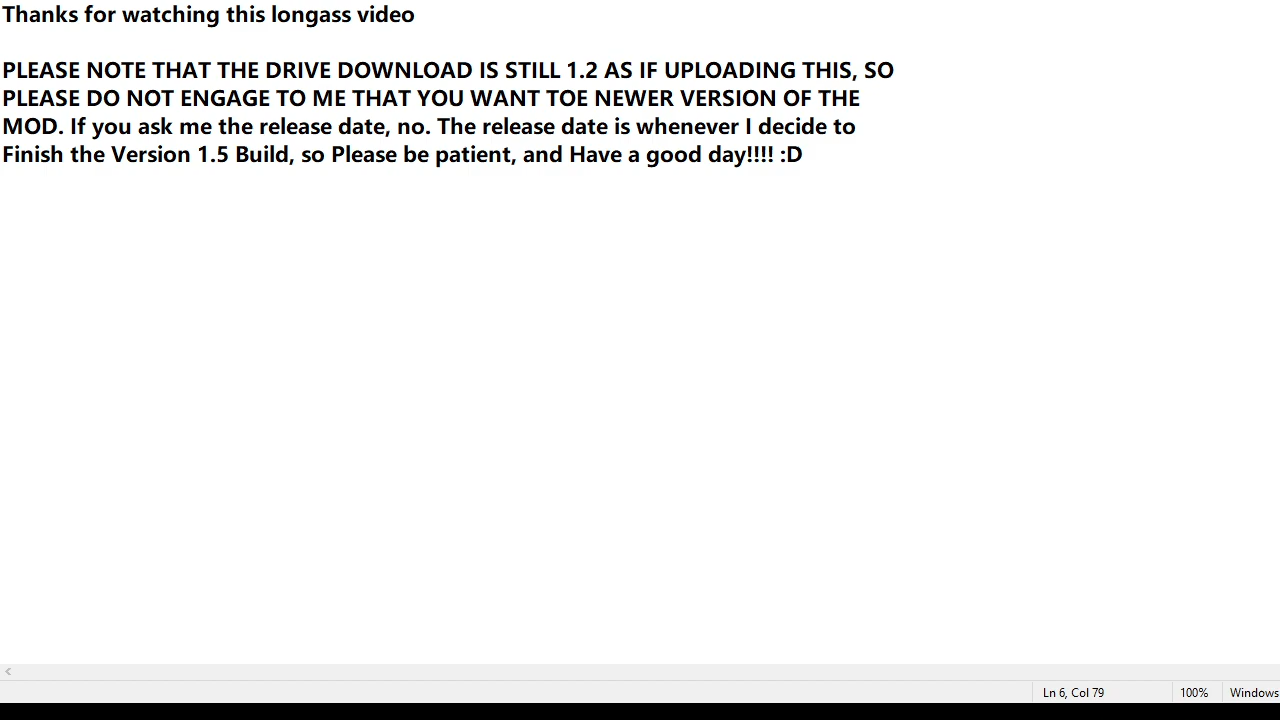 Thanks for watching this longass video
PLEASE NOTE THAT THE DRIVE DOWNLOAD IS STILL 1.2 AS IF UPLOADING THIS, SO
PLEASE DO NOT ENGAGE TO ME THAT YOU WANT TOE NEWER VERSION OF THE
MOD. If you ask me the release date, no. The release date is whenever I decide to
Finish the Version 1.5 Build, so Please be patient, and Have a good day!!!! :D
Ln 6, Col 79 100% Windows